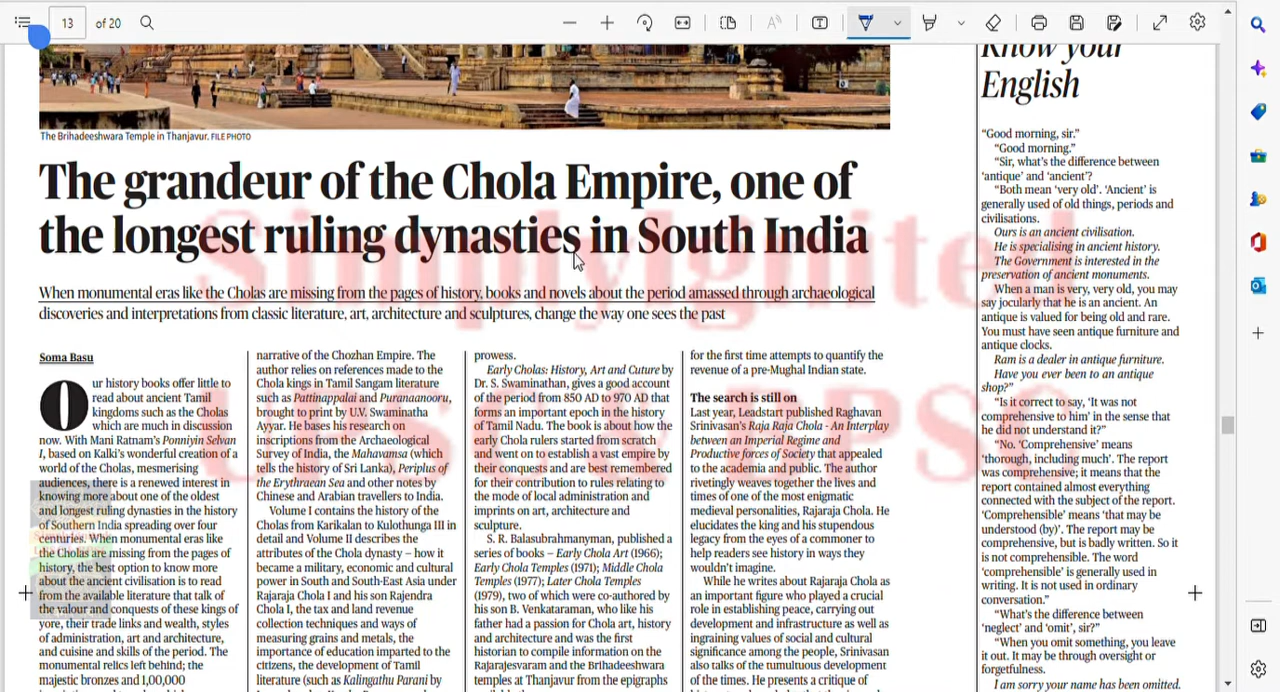 13 of 20
Know your
English
The Brihadeeshwara Temple in Thanjavur. FILE PHOTO
The grandeur of the Chola Empire, one of
the longest ruling dynasties in South India
When monumental eras like the Cholas are missing from the pages of history, books and novels about the period amassed through archaeological
discoveries and interpretations from classic literature, art, architecture and sculptures, change the way one sees the past
Soma Basu
Our history books offer little to
read about ancient Tamil
kingdoms such as the Cholas
which are much in discussion
now. With Mani Ratnam's Ponniyin Selvan
I, based on Kalki's wonderful creation of a
world of the Cholas, mesmerising
audiences, there is a renewed interest in
knowing more about one of the oldest
and longest ruling dynasties in the history
of Southern India spreading over four
centuries. When monumental eras like
the Cholas are missing from the pages of
history, the best option to know more
about the ancient civilisation is to read
from the available literature that talk of
the valour and conquests of these kings of
yore, their trade links and wealth, styles
of administration, art and architecture,
and cuisine and skills of the period. The
monumental relics left behind; the
majestic bronzes and 1,00,000
narrative of the Chozhan Empire. The
author relies on references made to the
Chola kings in Tamil Sangam literature
such as Pattinappalai and Puranaanooru,
brought to print by U.V. Swaminatha
Ayyar. He bases his research on
inscriptions from the Archaeological
Survey of India, the Mahavamsa (which
tells the history of Sri Lanka), Periplus of
the Erythraean Sea and other notes by
Chinese and Arabian travellers to India.
Volume I contains the history of the
Cholas from Karikalan to Kulothunga III in
detail and Volume II describes the
attributes of the Chola dynasty – how it
became a military, economic and cultural
power in South and South-East Asia under
Rajaraja Chola I and his son Rajendra
Chola I, the tax and land revenue
collection techniques and ways of
measuring grains and metals, the
importance of education imparted to the
citizens, the development of Tamil
literature (such as Kalingathu Parani by
prowess.
Early Cholas: History, Art and Cuture by
Dr. S. Swaminathan, gives a good account
of the period from 850 AD to 970 AD that
forms an important epoch in the history
of Tamil Nadu. The book is about how the
early Chola rulers started from scratch
and went on to establish a vast empire by
their conquest and are best remembered
for their contribution to rules relating to
the mode of local administration and
imprints on art, architecture and
sculpture.
S. R. Balasubrahmanyam, published a
series of books – Early Chola Art (1966);
Early Chola Temples (1971); Middle Chola
Temples (1977); Later Chola Temples
(1979), two of which were co-authored by
his son B. Venkataraman, who like his
father had a passion for Chola art, history
and architecture and was the first
historian to compile information on the
Rajarajesvaram and the Brihadeeshwara
temples at Thanjavur from the epigraphs
for the first time attempts to quantify the
revenue of a pre-Mughal Indian state.
The search is still on
Last year, Leadstart published Raghavan
Srinivasan's Raja Raja Chola - An Interplay
between an Imperial Regime and
Productive forces of Society that appealed
to the academia and public. The author
rivetingly weaves together the lives and
times of one of the most enigmatic
medieval personalities, Rajaraja Chola. He
elucidates the king and his stupendous
legacy from the eyes of a commoner to
help readers see history in ways they
wouldn't imagine.
While he writes about Rajaraja Chola as
an important figure who played a crucial
role in establishing peace, carrying out
development and infrastructure as well as
ingraining values of social and cultural
significance among the people, Srinivasan
also talks of the tumultuous development
of the times. He presents a critique of
"Good morning, sir."
"Good morning."
"Sir, what's the difference between
'antique' and 'ancient'?
"Both mean 'very old'. 'Ancient' is
generally used of old things, periods and
civilisations.
Ours is an ancient civilisation.
He is specialising in ancient history.
The Government is interested in the
preservation of ancient monuments.
When a man is very, very old, you may
say jocularly that he is an ancient. An
antique is valued for being old and rare.
You must have seen antique furniture and
antique clocks.
Ram is a dealer in antique furniture.
Have you ever been to an antique
shop?"
"Is it correct to say, 'It was not
comprehensive to him' in the sense that
he did not understand it?"
"No. 'Comprehensive' means
'thorough, including much'. The report
was comprehensive; it means that the
report contained almost everything
connected with the subject of the report.
'Comprehensible' means 'that may be
understood (by)'. The report may be
comprehensive, but is badly written. So it
is not comprehensible. The word
'comprehensible' is generally used in
writing. It is not used in ordinary
conversation."
"What's the difference between
'neglect' and 'omit', sir?"
"When you omit something, you leave
it out. It may be through oversight or
forgetfulness.
I am sorry your name has been omitted.
SimplyIgnited